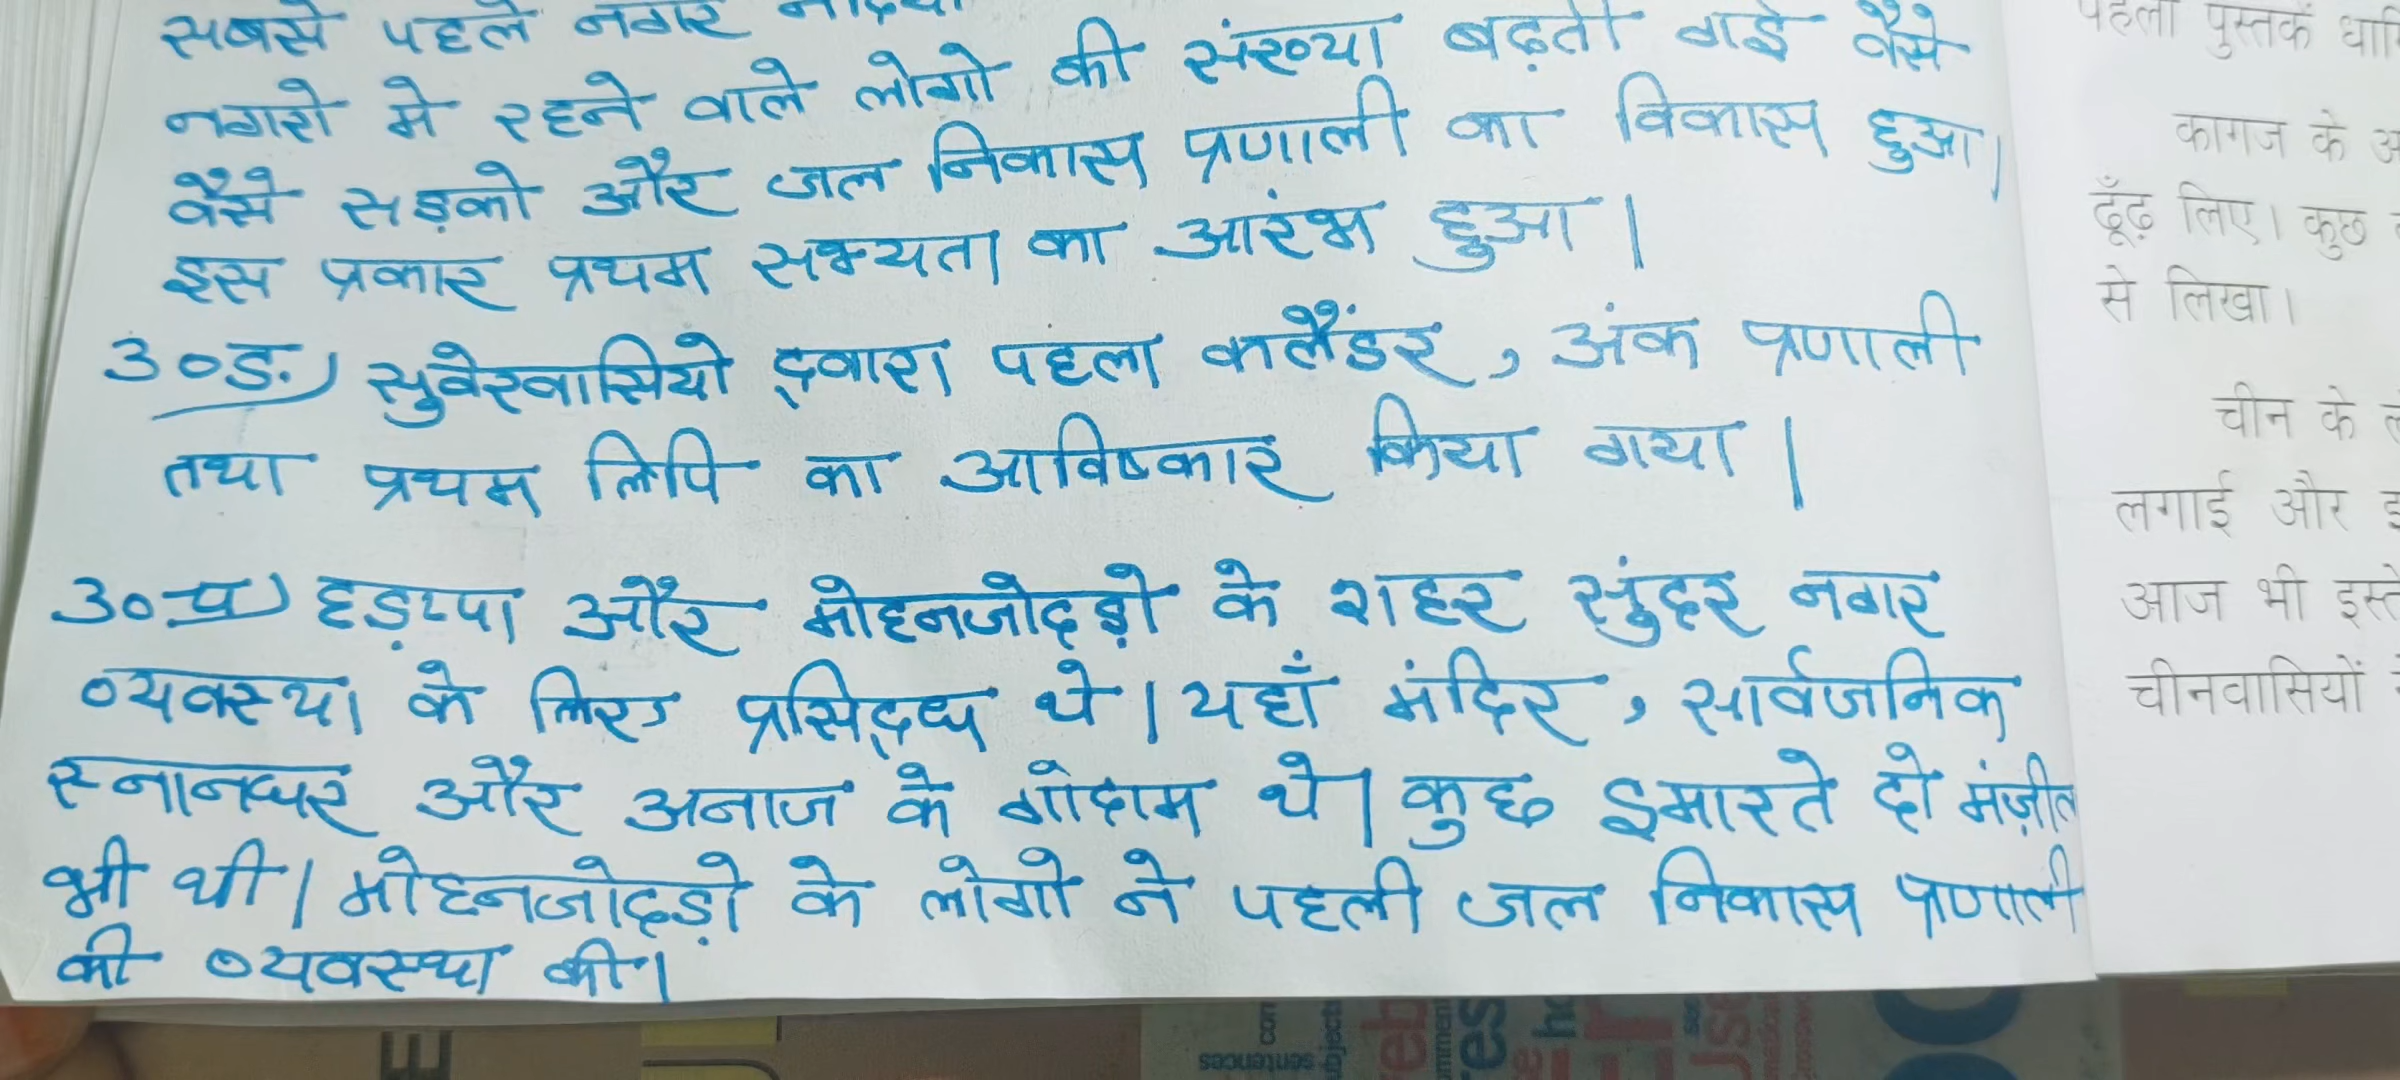 सबसे पहले नगर
नगरो मे रहने वाले लोगो की संख्या बढ़ती गई वैसे
वैसे सड़को और जल निकास प्रणाली का विकास हुआ।
इस प्रकार प्रथम सभ्यता का आरंभ हुआ।
उ०ङ.) सुवेरवासियो द्वारा पहला कलैंडर, अंक प्रणाली
तथा प्रथम लिपि का आविष्कार किया गया।
उ०च) हड़प्पा और मोहनजोदड़ो के शहर सुंदर नगर
व्यवस्था के लिए प्रसिद्ध थे। यहाँ मंदिर, सार्वजनिक
स्नानघर और अनाज के गोदाम थे। कुछ इमारते दो मंज़ील
भी थी। मोहनजोदड़ो के लोगो ने पहली जल निकास प्रणाली
की व्यवस्था की।
पहली पुस्तकें
कागज के
ढूँढ़ लिए। कुछ
से लिखा।
चीन के
लगाई और
आज भी
चीनवासियों